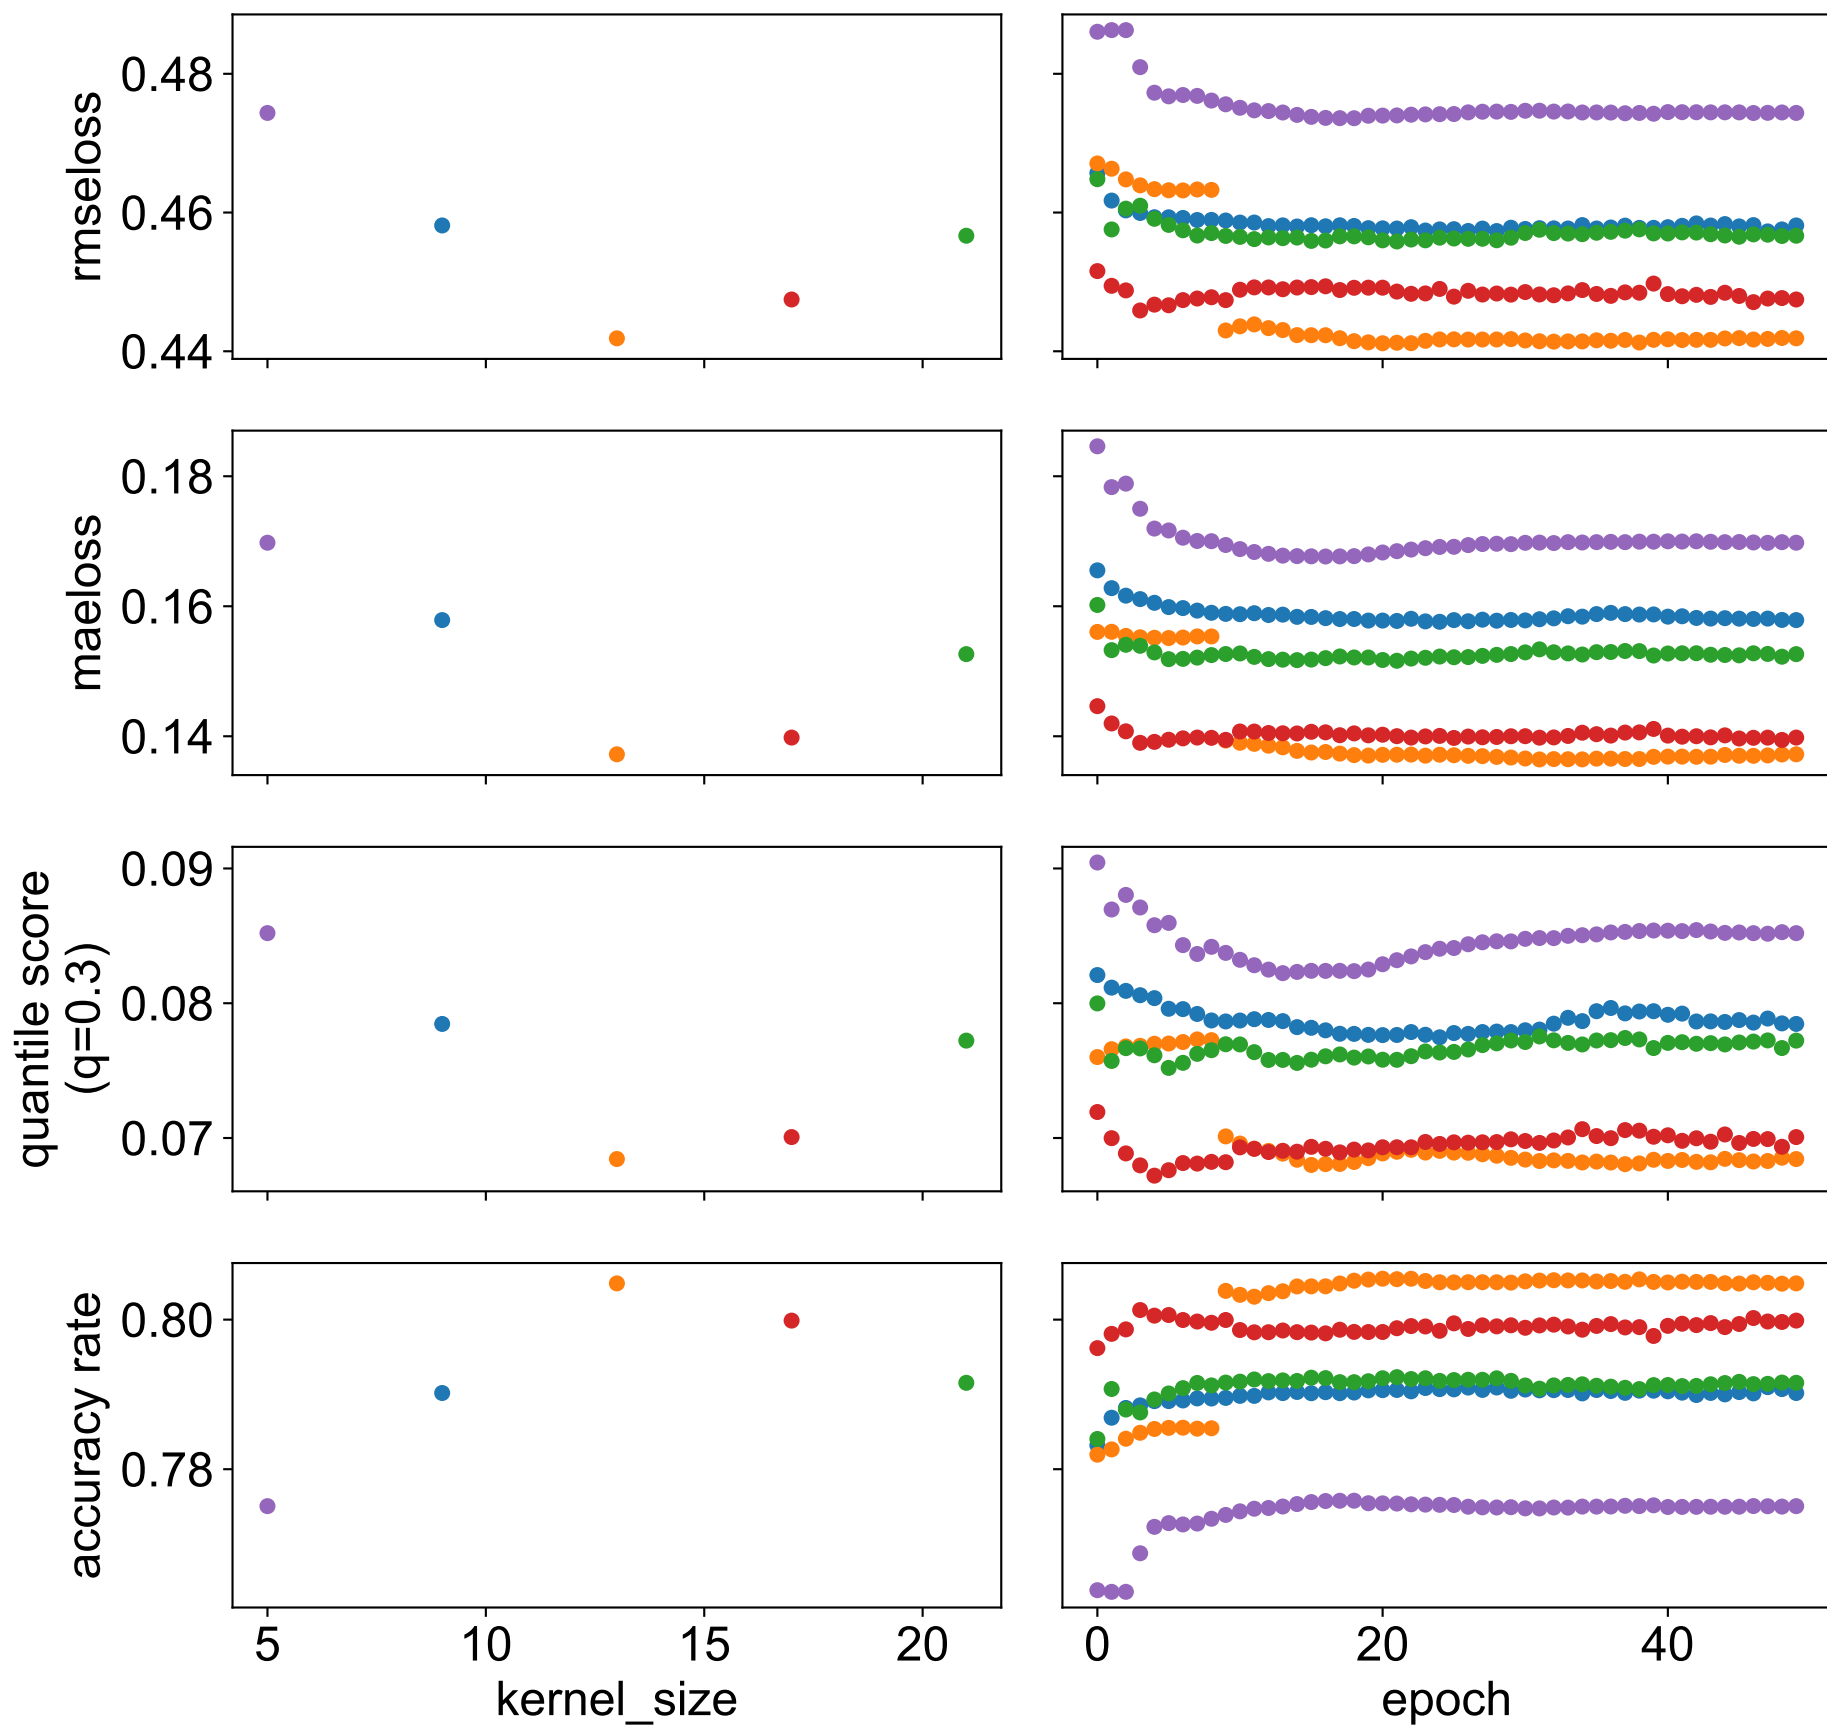 rmseloss
0.48
0.46
0.44
maeloss
0.18
0.16
0.14
quantile score
(q=0.3)
0.09
0.08
0.07
accuracy rate
0.80
0.78
5 10 15 20
0 20 40
kernel_size
epoch